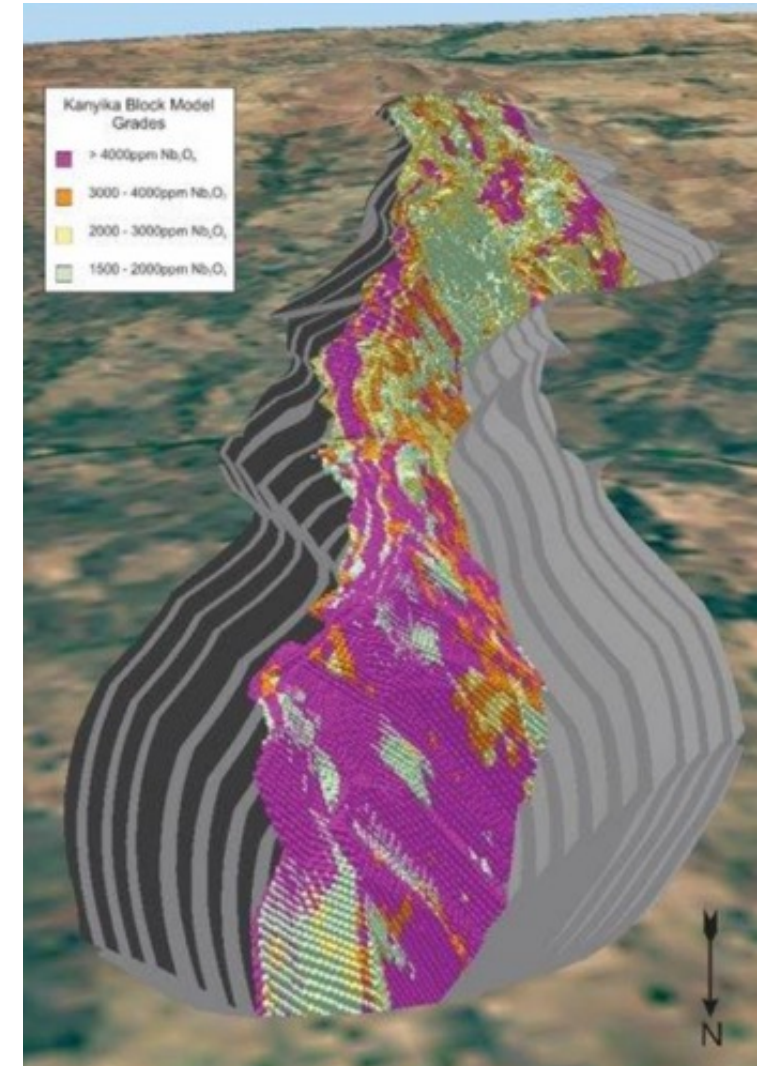 Kanyika Block Model
Grades
> 4000ppm Nb₂O₅
3000 - 4000ppm Nb₂O₅
2000 - 3000ppm Nb₂O₅
1500 - 2000ppm Nb₂O₅
N